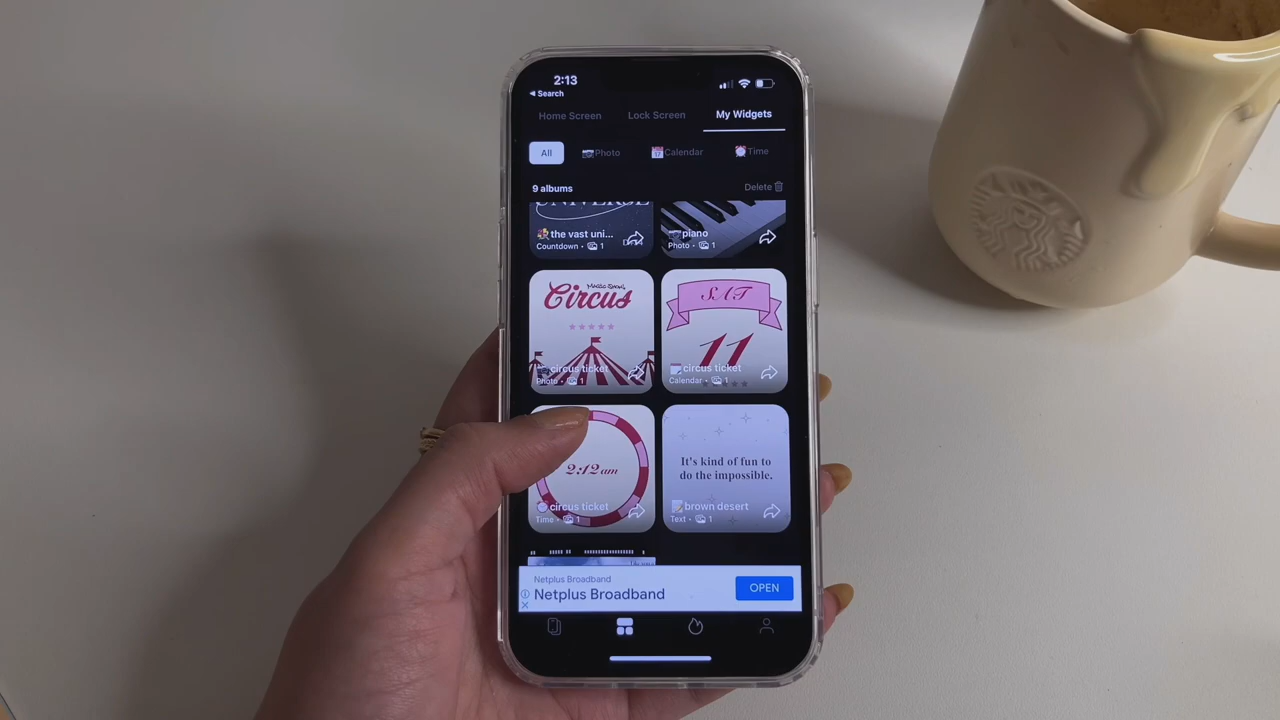 2:13
◀ Search
Home Screen Lock Screen My Widgets
All Photo Calendar Time
9 albums Delete
UNIVERSE
the vast uni... piano
Countdown • 1 Photo • 1
MAGIC SHOW
Circus
SAT
11
circus ticket circus ticket
Photo • 1 Calendar • 1
2:12 am
It's kind of fun to
do the impossible.
circus ticket brown desert
Time • 1 Text • 1
Netplus Broadband
Netplus Broadband
OPEN